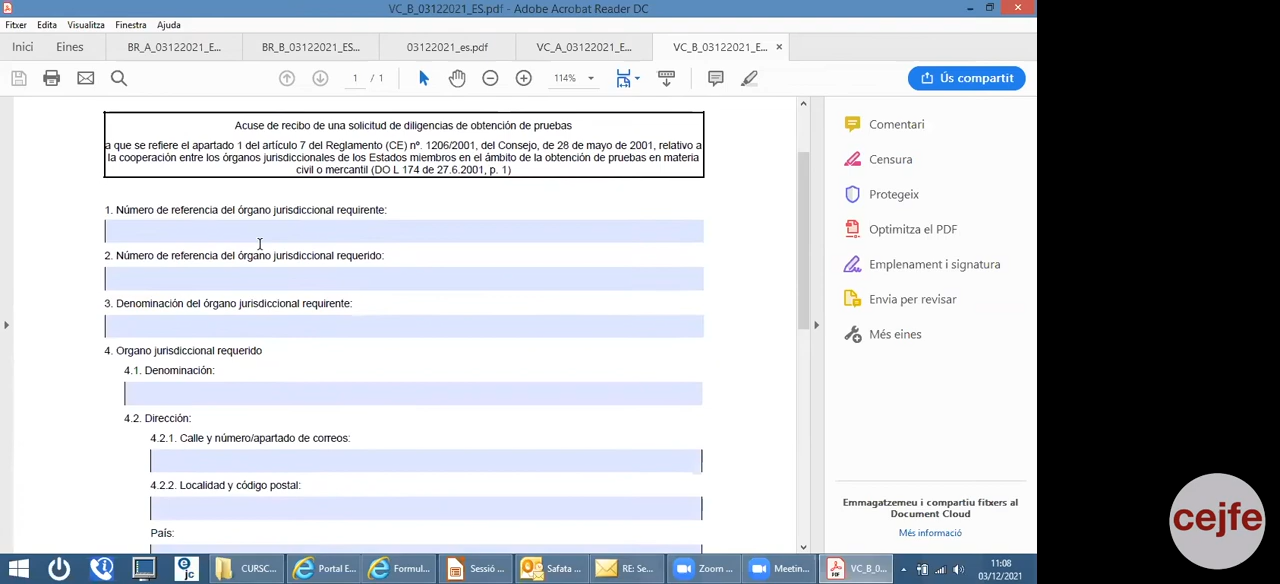 VC_B_03122021_ES.pdf - Adobe Acrobat Reader DC
Fitxer Edita Visualitza Finestra Ajuda
Inici Eines BR_A_03122021_E... BR_B_03122021_ES... 03122021_es.pdf VC_A_03122021_E... VC_B_03122021_E... ×
1 / 1 114% Ús compartit
Acuse de recibo de una solicitud de diligencias de obtención de pruebas
a que se refiere el apartado 1 del artículo 7 del Reglamento (CE) nº. 1206/2001, del Consejo, de 28 de mayo de 2001, relativo a
la cooperación entre los órganos jurisdiccionales de los Estados miembros en el ámbito de la obtención de pruebas en materia
civil o mercantil (DO L 174 de 27.6.2001, p. 1)
1. Número de referencia del órgano jurisdiccional requirente:
2. Número de referencia del órgano jurisdiccional requerido:
3. Denominación del órgano jurisdiccional requirente:
4. Organo jurisdiccional requerido
4.1. Denominación:
4.2. Dirección:
4.2.1. Calle y número/apartado de correos:
4.2.2. Localidad y código postal:
País:
Comentari
Censura
Protegeix
Optimitza el PDF
Emplenament i signatura
Envia per revisar
Més eines
Emmagatzemeu i compartiu fitxers al
Document Cloud
Més informació
cejfe
ejc CURSC... Portal E... Formul... Sessió ... Safata ... RE: Se... Zoom ... Meetin... VC_B_0...
11:08
03/12/2021